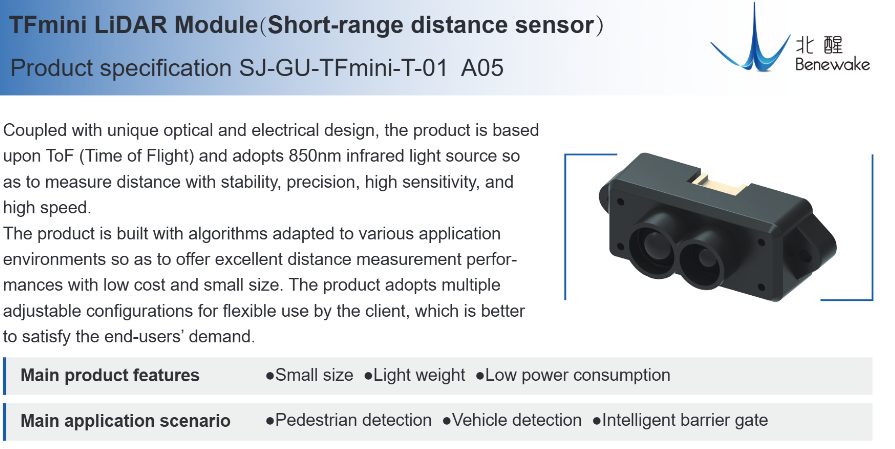 TFmini LiDAR Module（Short-range distance sensor）
Product specification SJ-GU-TFmini-T-01 A05
北醒
Benewake
Coupled with unique optical and electrical design, the product is based
upon ToF (Time of Flight) and adopts 850nm infrared light source so
as to measure distance with stability, precision, high sensitivity, and
high speed.
The product is built with algorithms adapted to various application
environments so as to offer excellent distance measurement perfor-
mances with low cost and small size. The product adopts multiple
adjustable configurations for flexible use by the client, which is better
to satisfy the end-users’ demand.
Main product features ●Small size ●Light weight ●Low power consumption
Main application scenario ●Pedestrian detection ●Vehicle detection ●Intelligent barrier gate